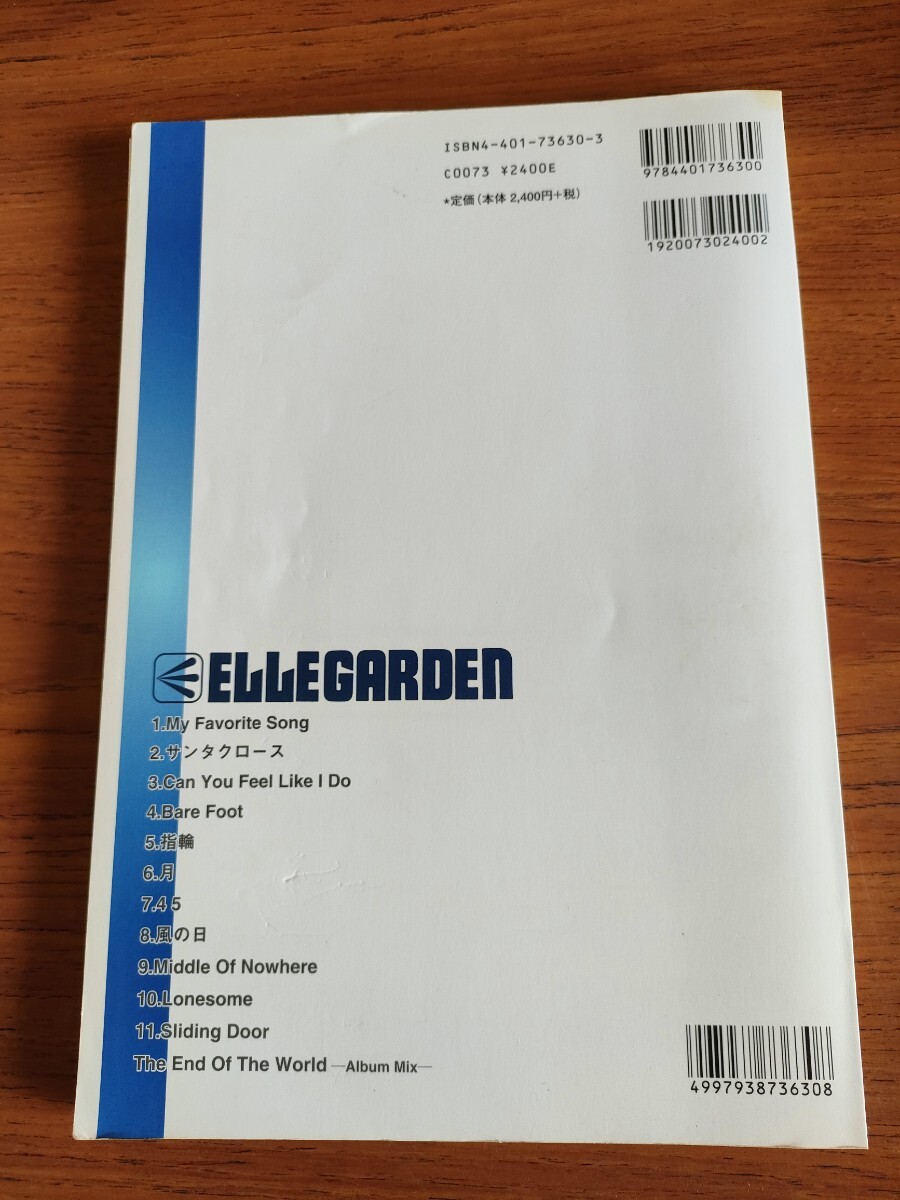 ISBN4-401-73630-3
C0073 ¥2400E
*定価(本体 2,400円+税)
9784401736300
1920073024002
ELLEGARDEN
1.My Favorite Song
2.サンタクロース
3.Can You Feel Like I Do
4.Bare Foot
5.指輪
6.月
7.4 5
8.風の日
9.Middle Of Nowhere
10.Lonesome
11.Sliding Door
The End Of The World —Album Mix—
4997938736308